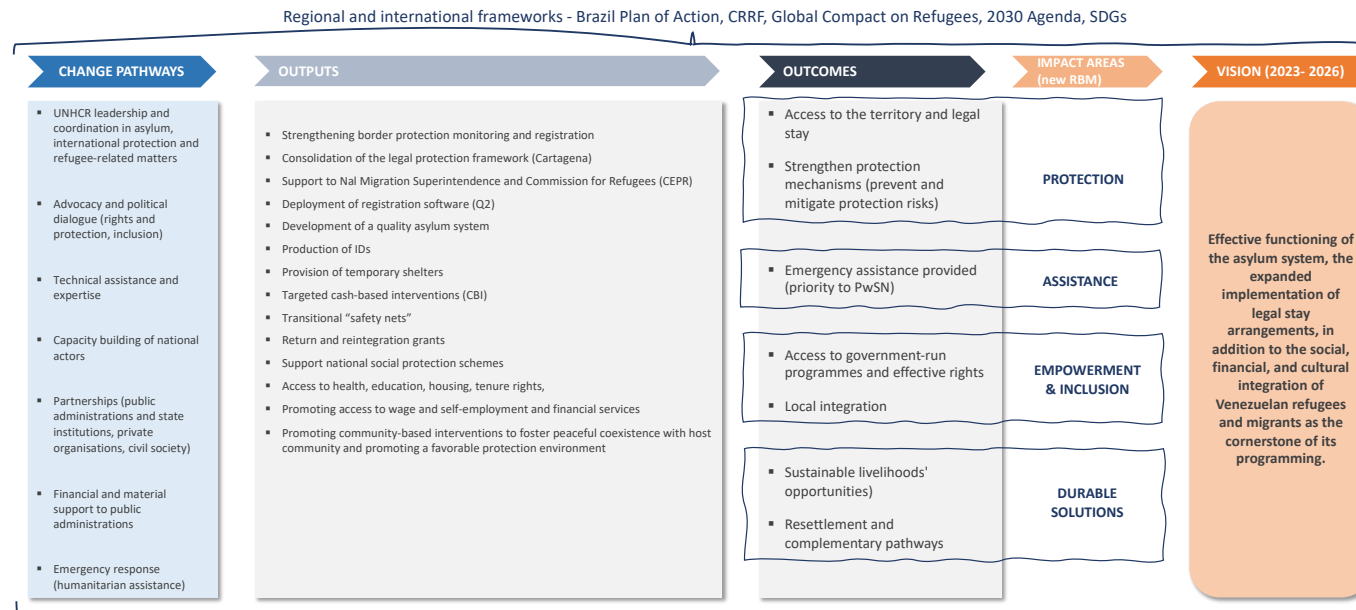 Regional and international frameworks - Brazil Plan of Action, CRRF, Global Compact on Refugees, 2030 Agenda, SDGs
CHANGE PATHWAYS
▪ UNHCR leadership and
coordination in asylum,
international protection and
refugee-related matters
▪ Advocacy and political
dialogue (rights and
protection, inclusion)
▪ Technical assistance and
expertise
▪ Capacity building of national
actors
▪ Partnerships (public
administrations and state
institutions, private
organisations, civil society)
▪ Financial and material
support to public
administrations
▪ Emergency response
(humanitarian assistance)
OUTPUTS
▪ Strengthening border protection monitoring and registration
▪ Consolidation of the legal protection framework (Cartagena)
▪ Support to Nal Migration Superintendence and Commission for Refugees (CEPR)
▪ Deployment of registration software (Q2)
▪ Development of a quality asylum system
▪ Production of IDs
▪ Provision of temporary shelters
▪ Targeted cash-based interventions (CBI)
▪ Transitional “safety nets”
▪ Return and reintegration grants
▪ Support national social protection schemes
▪ Access to health, education, housing, tenure rights,
▪ Promoting access to wage and self-employment and financial services
▪ Promoting community-based interventions to foster peaceful coexistence with host
community and promoting a favorable protection environment
OUTCOMES
▪ Access to the territory and legal
stay
▪ Strengthen protection
mechanisms (prevent and
mitigate protection risks)
▪ Emergency assistance provided
(priority to PwSN)
▪ Access to government-run
programmes and effective rights
▪ Local integration
▪ Sustainable livelihoods'
opportunities)
▪ Resettlement and
complementary pathways
IMPACT AREAS
(new RBM)
PROTECTION
ASSISTANCE
EMPOWERMENT
& INCLUSION
DURABLE
SOLUTIONS
VISION (2023- 2026)
Effective functioning of
the asylum system, the
expanded
implementation of
legal stay
arrangements, in
addition to the social,
financial, and cultural
integration of
Venezuelan refugees
and migrants as the
cornerstone of its
programming.